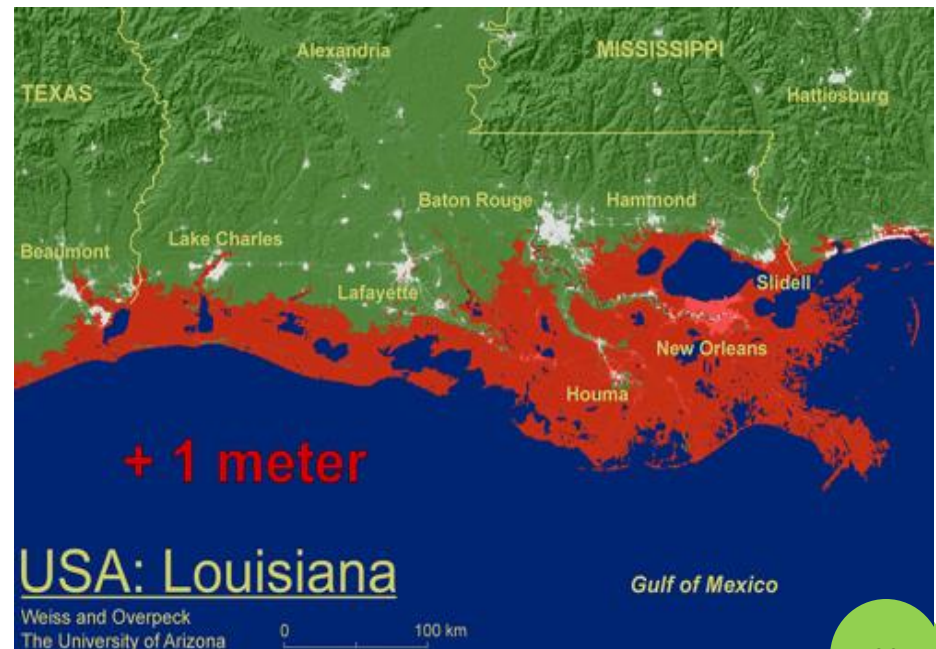 Alexandria
MISSISSIPPI
TEXAS
Hattiesburg
Baton Rouge
Hammond
Lake Charles
Beaumont
Slidell
Lafayette
New Orleans
Houma
+ 1 meter
USA: Louisiana
Gulf of Mexico
Weiss and Overpeck
The University of Arizona
0 100 km